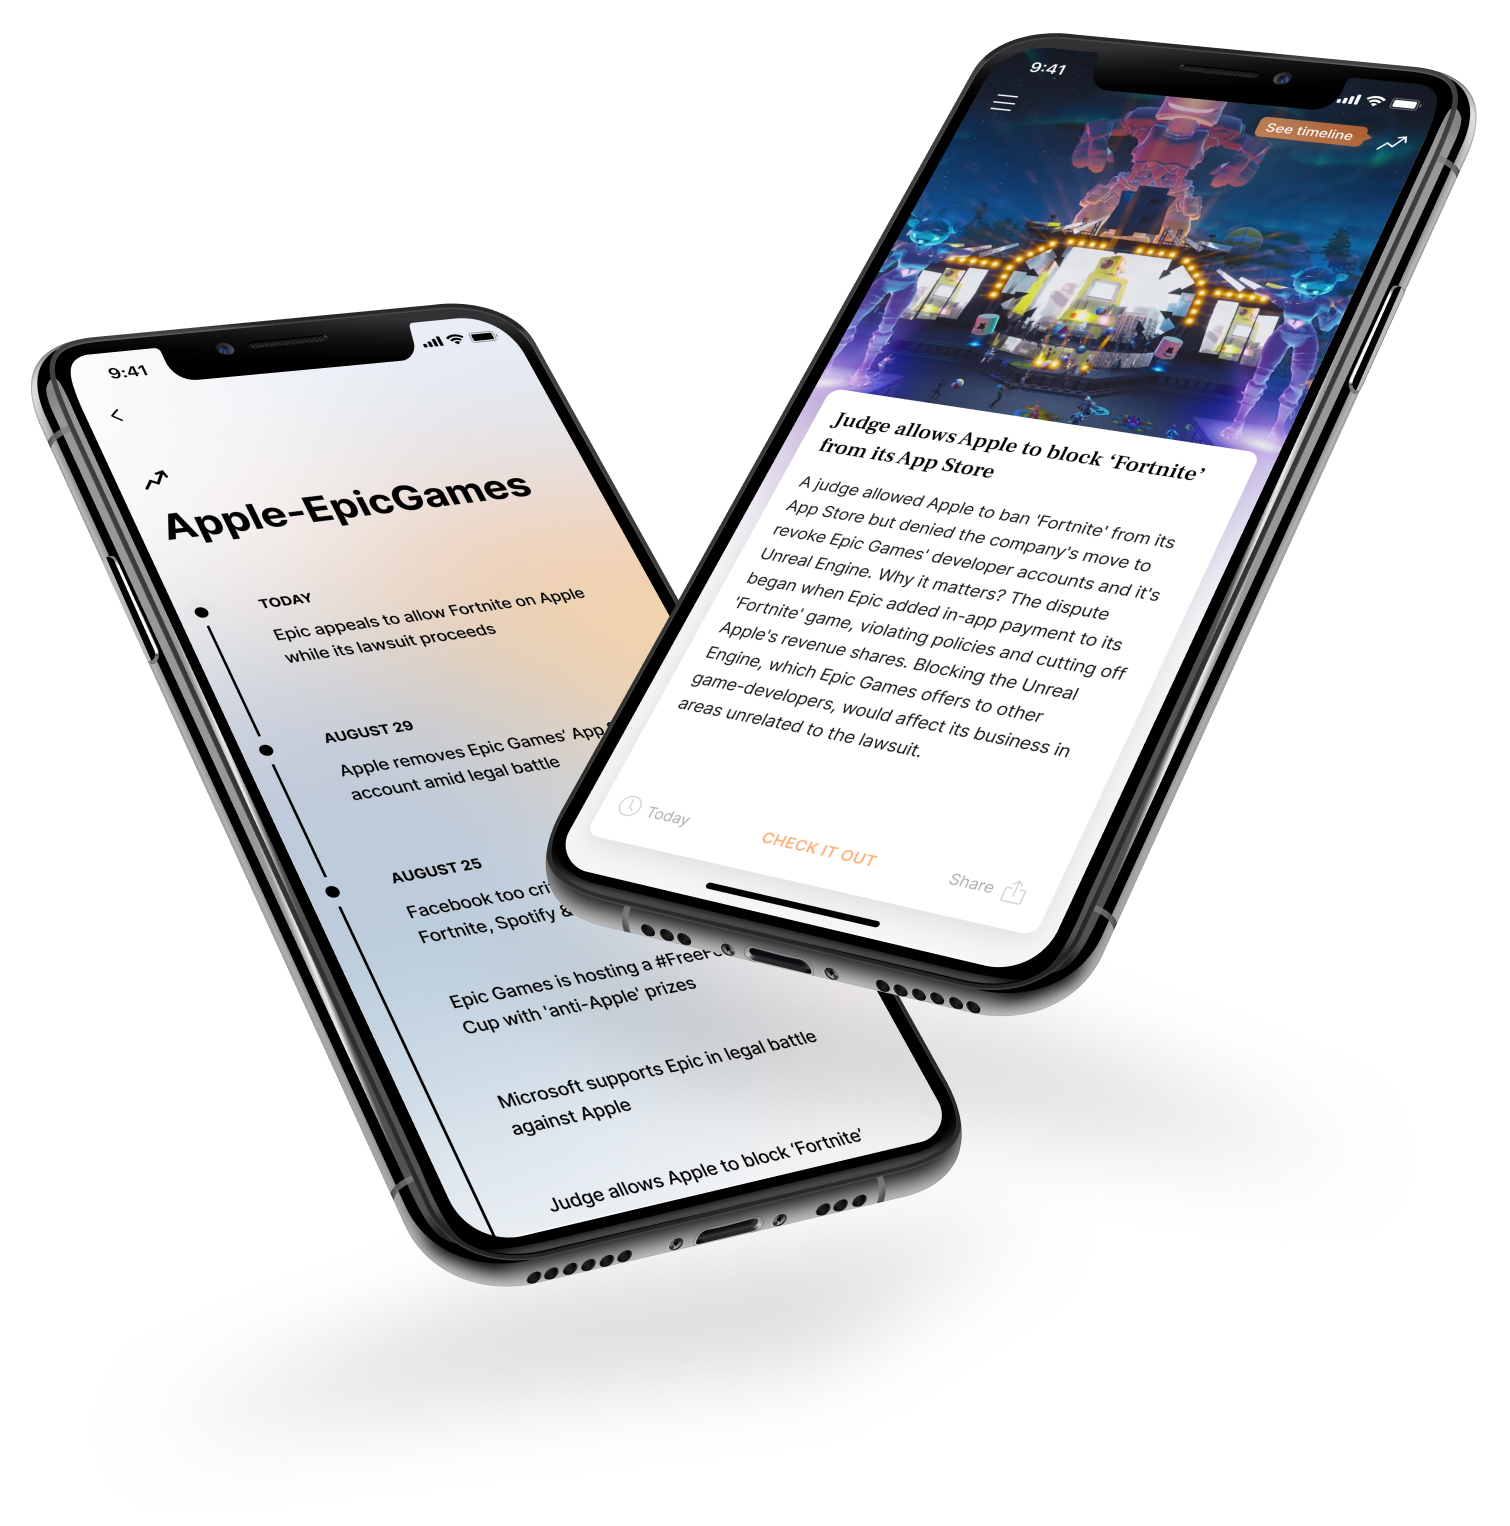 9:41
Apple-EpicGames
TODAY
Epic appeals to allow Fortnite on Apple
while its lawsuit proceeds
AUGUST 29
Apple removes Epic Games' App
account amid legal battle
AUGUST 25
Facebook too
Fortnite, Spotify &
Epic Games is hosting a
Cup with 'anti-Apple' prizes
Microsoft supports Epic in legal battle
against Apple
Judge allows Apple to block ‘Fortnite’
9:41
See timeline
Judge allows Apple to block ‘Fortnite’
from its App Store
A judge allowed Apple to ban 'Fortnite' from its
App Store but denied the company's move to
revoke Epic Games' developer accounts and it's
Unreal Engine. Why it matters? The dispute
began when Epic added in-app payment to its
'Fortnite' game, violating policies and cutting off
Apple's revenue shares. Blocking the Unreal
Engine, which Epic Games offers to other
game-developers, would affect its business in
areas unrelated to the lawsuit.
Today
CHECK IT OUT
Share